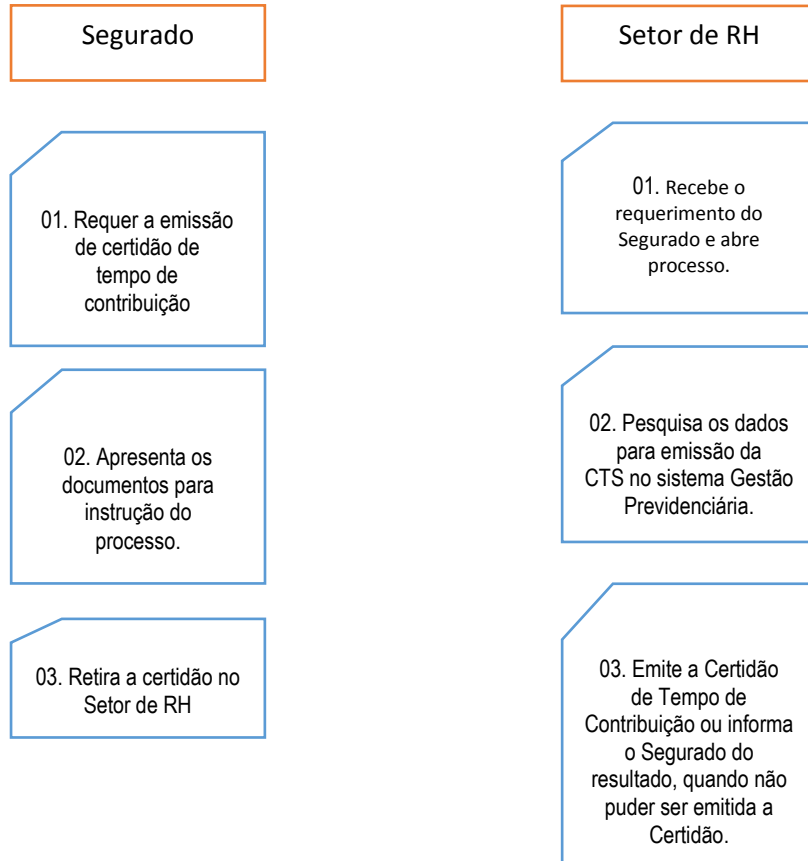 Segurado
01. Requer a emissão
de certidão de
tempo de
contribuição
02. Apresenta os
documentos para
instrução do
processo.
03. Retira a certidão no
Setor de RH
Setor de RH
01. Recebe o
requerimento do
Segurado e abre
processo.
02. Pesquisa os dados
para emissão da
CTS no sistema Gestão
Previdenciária.
03. Emite a Certidão
de Tempo de
Contribuição ou informa
o Segurado do
resultado, quando não
puder ser emitida a
Certidão.